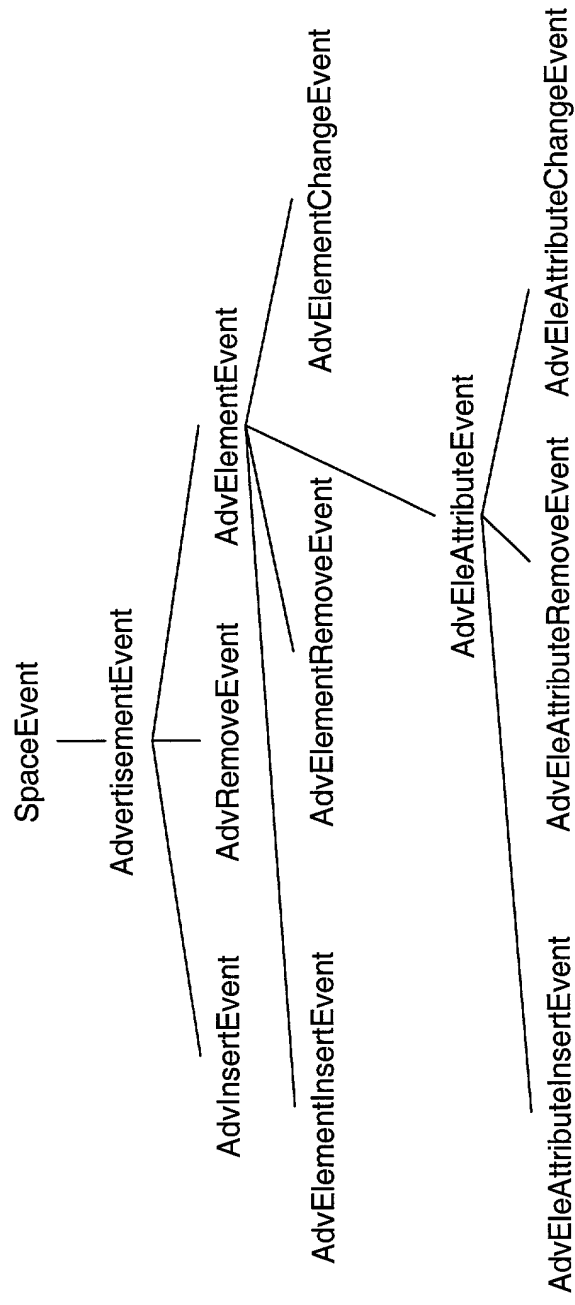 SpaceEvent
AdvertisementEvent
AdvInsertEvent
AdvRemoveEvent
AdvElementEvent
AdvElementInsertEvent
AdvElementRemoveEvent
AdvElementChangeEvent
AdvEleAttributeEvent
AdvEleAttributeInsertEvent
AdvEleAttributeRemoveEvent
AdvEleAttributeChangeEvent